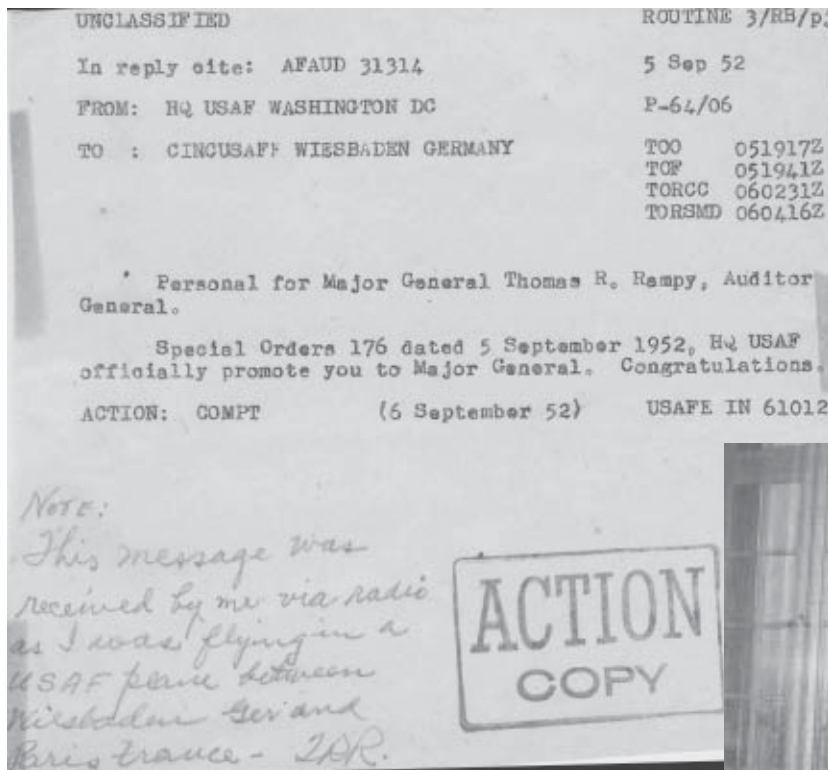 UNCLASSIFIED ROUTINE 3/RB/pj
In reply cite: AFAUD 31314 5 Sep 52
FROM: HQ USAF WASHINGTON DC P-64/06
TO : CINCUSAFE WIESBADEN GERMANY TOO 051917Z
TOF 051941Z
TORCC 060231Z
TORSMD 060416Z
Personal for Major General Thomas R. Rampy, Auditor
General.
Special Orders 176 dated 5 September 1952, HQ USAF
officially promote you to Major General. Congratulations.
ACTION: COMPT (6 September 52) USAFE IN 61012
NOTE:
This message was
received by me via radio
as I was flying in a
USAF plane between
Wiesbaden Ger and
Paris France - TAR.
ACTION
COPY